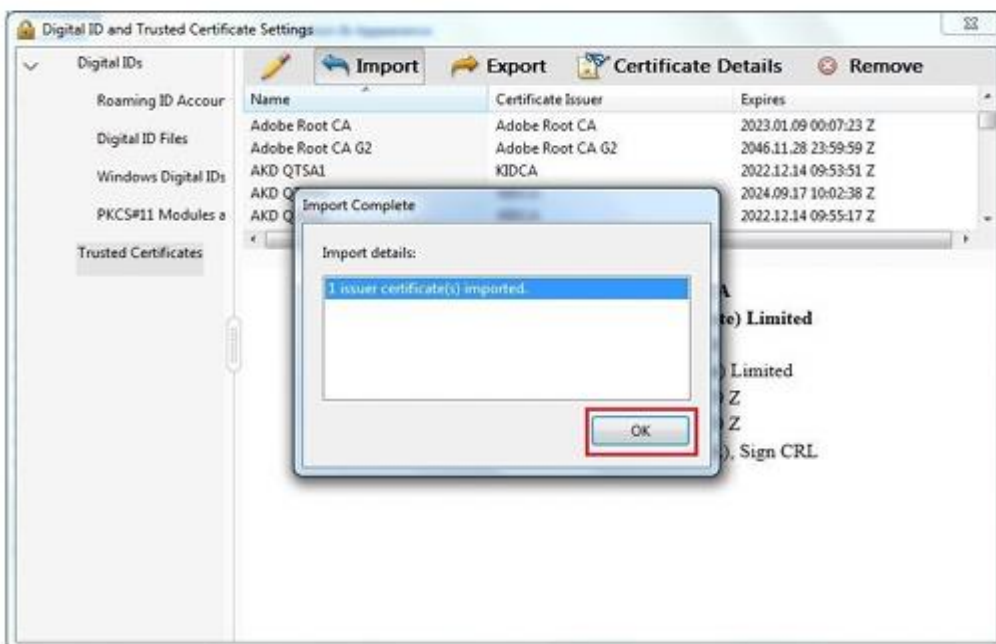 Digital ID and Trusted Certificate Settings
Digital IDs
Roaming ID Accour
Digital ID Files
Windows Digital IDs
PKCS#11 Modules a
Trusted Certificates
Import Export Certificate Details Remove
Name Certificate Issuer Expires
Adobe Root CA Adobe Root CA 2023.01.09 00:07:23 Z
Adobe Root CA G2 Adobe Root CA G2 2046.11.28 23:59:59 Z
AKD QTSA1 KIDCA 2022.12.14 09:53:51 Z
AKD 2024.09.17 10:02:38 Z
AKD Q 2022.12.14 09:55:17 Z
Import Complete
Import details:
1 issuer certificate(s) imported.
OK
A
te) Limited
) Limited
Z
Z
), Sign CRL